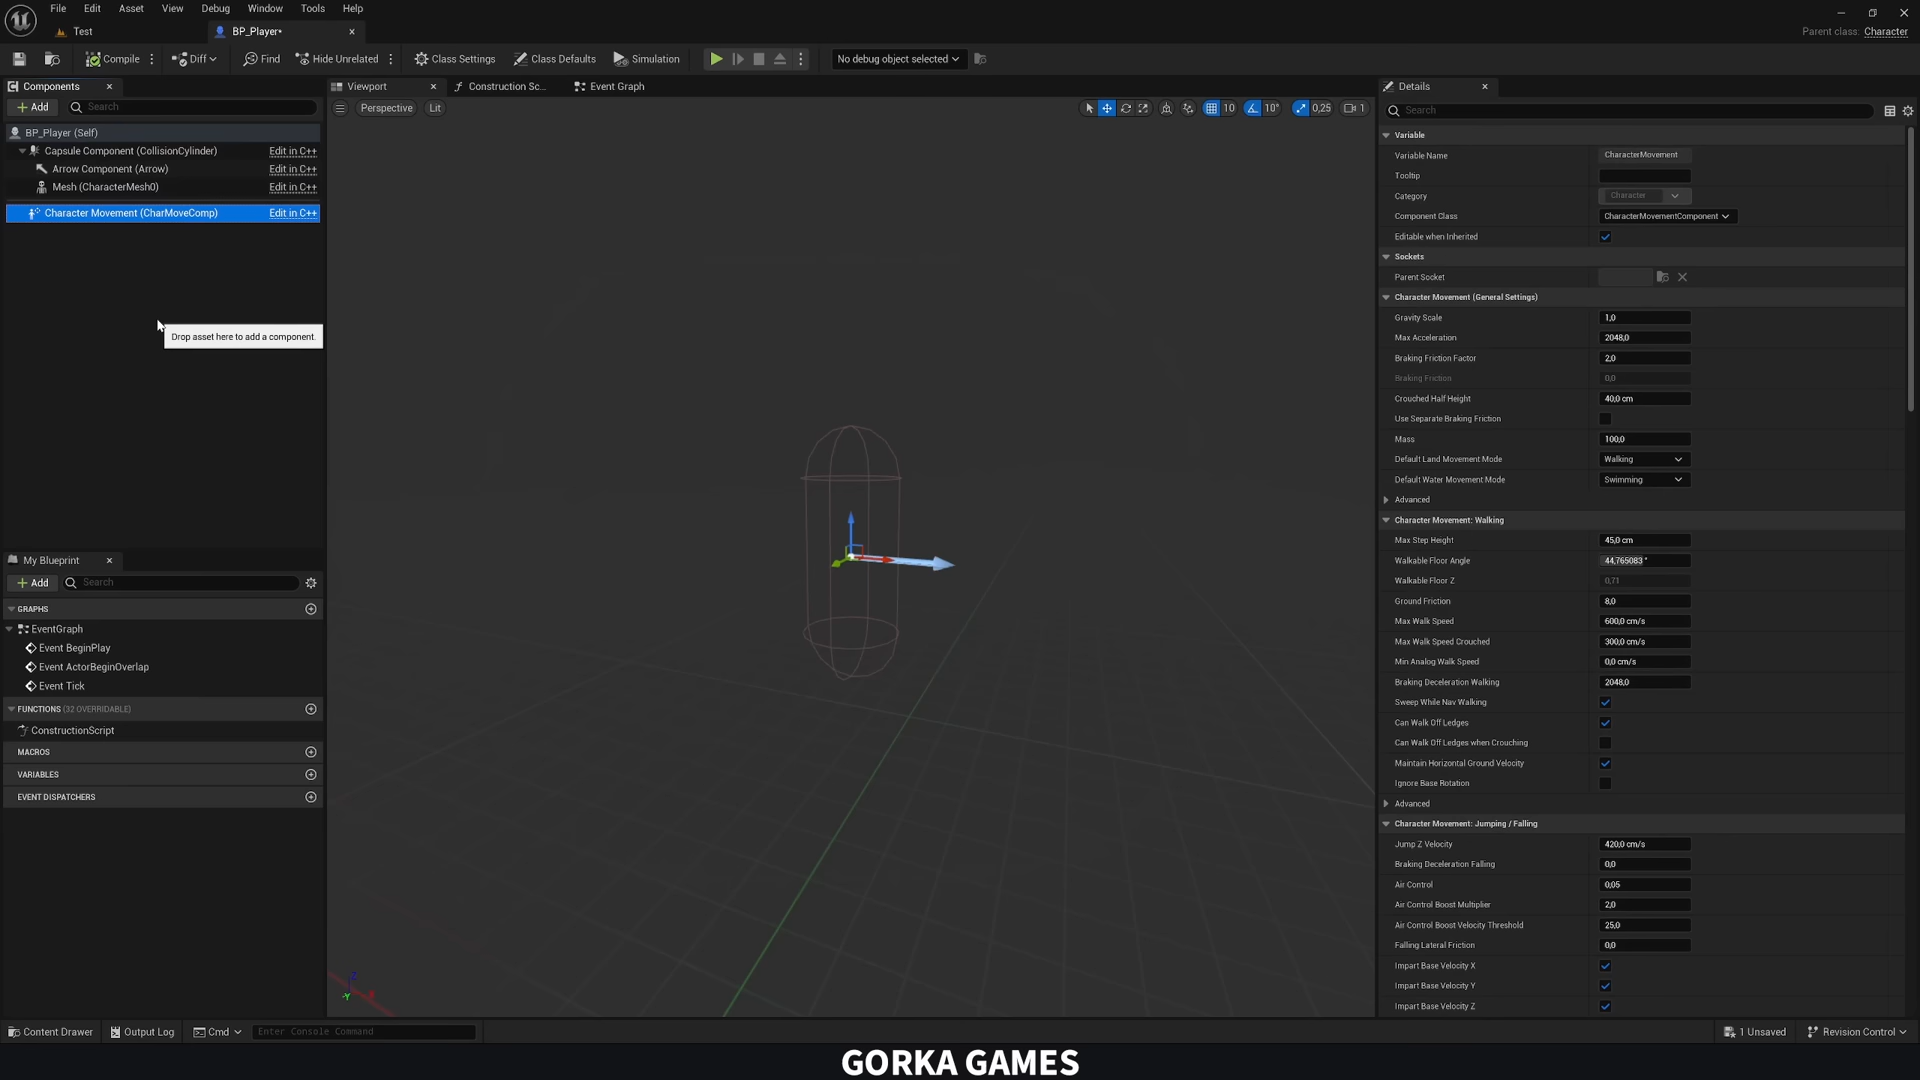 File Edit Asset View Debug Window Tools Help
Test
BP_Player*
Parent class: Character
Compile
Diff
Find
Hide Unrelated
Class Settings
Class Defaults
Simulation
No debug object selected
Components
Add
Search
BP_Player (Self)
Capsule Component (CollisionCylinder) Edit in C++
Arrow Component (Arrow) Edit in C++
Mesh (CharacterMesh0) Edit in C++
Character Movement (CharMoveComp) Edit in C++
Drop asset here to add a component.
My Blueprint
Add
Search
GRAPHS
EventGraph
Event BeginPlay
Event ActorBeginOverlap
Event Tick
FUNCTIONS (32 OVERRIDABLE)
ConstructionScript
MACROS
VARIABLES
EVENT DISPATCHERS
Viewport
Construction Sc...
Event Graph
Perspective
Lit
10
10°
0,25
1
Z
Y
Details
Search
Variable
Variable Name CharacterMovement
Tooltip
Category Character
Component Class CharacterMovementComponent
Editable when Inherited
Sockets
Parent Socket
Character Movement (General Settings)
Gravity Scale 1,0
Max Acceleration 2048,0
Braking Friction Factor 2,0
Braking Friction 0,0
Crouched Half Height 40,0 cm
Use Separate Braking Friction
Mass 100,0
Default Land Movement Mode Walking
Default Water Movement Mode Swimming
Advanced
Character Movement: Walking
Max Step Height 45,0 cm
Walkable Floor Angle 44,765083 °
Walkable Floor Z 0,71
Ground Friction 8,0
Max Walk Speed 600,0 cm/s
Max Walk Speed Crouched 300,0 cm/s
Min Analog Walk Speed 0,0 cm/s
Braking Deceleration Walking 2048,0
Sweep While Nav Walking
Can Walk Off Ledges
Can Walk Off Ledges when Crouching
Maintain Horizontal Ground Velocity
Ignore Base Rotation
Advanced
Character Movement: Jumping / Falling
Jump Z Velocity 420,0 cm/s
Braking Deceleration Falling 0,0
Air Control 0,05
Air Control Boost Multiplier 2,0
Air Control Boost Velocity Threshold 25,0
Falling Lateral Friction 0,0
Impart Base Velocity X
Impart Base Velocity Y
Impart Base Velocity Z
Content Drawer
Output Log
Cmd
Enter Console Command
1 Unsaved
Revision Control
GORKA GAMES